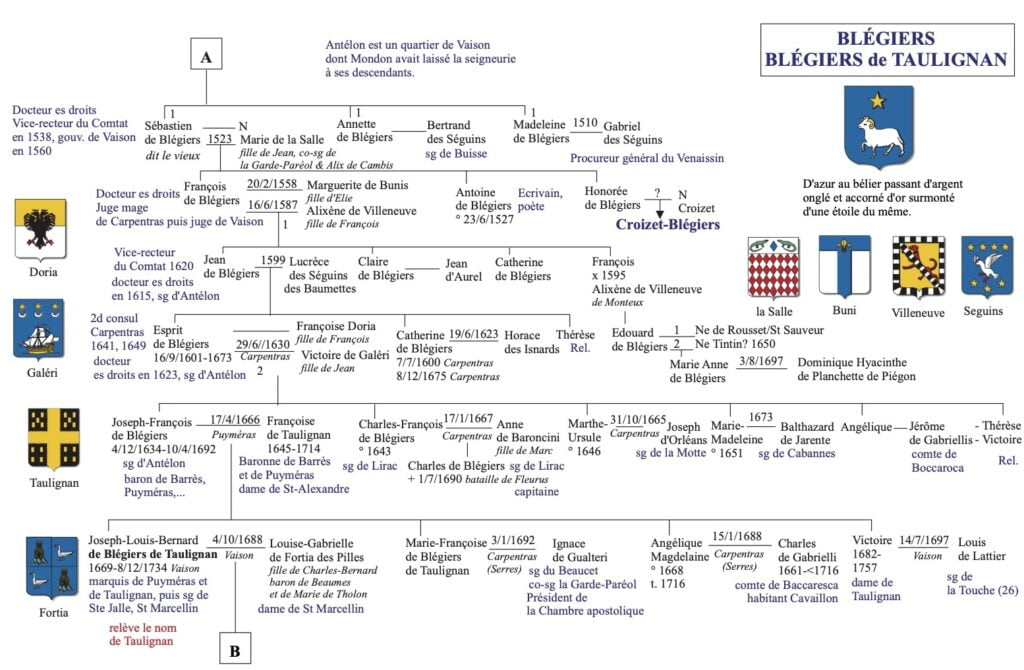 A
Antélon est un quartier de Vaison
dont Mondon avait laissé la seigneurie
à ses descendants.
BLÉGIERS
BLÉGIERS de TAULIGNAN
D'azur au bélier passant d'argent
onglé et accorné d'or surmonté
d'une étoile du même.
Docteur es droits
Vice-recteur du Comtat
en 1538, gouv. de Vaison
en 1560
1
Sébastien
de Blégiers
dit le vieux
1523
N
Marie de la Salle
fille de Jean, co-sg de
la Garde-Parèol & Alix de Cambis
1
Annette
de Blégiers
Bertrand
des Séguins
sg de Buisse
1
Madeleine
de Blégiers
1510
Gabriel
des Séguins
Procureur général du Venaissin
Docteur es droits
Juge mage
de Carpentras puis juge de Vaison
François
de Blégiers
20/2/1558
Marguerite de Bunis
fille d'Elie
16/6/1587
Alixène de Villeneuve
fille de François
1
Antoine
de Blégiers
° 23/6/1527
Ecrivain,
poète
Honorée
de Blégiers
?
N
Croizet
Croizet-Blégiers
Doria
la Salle
Buni
Villeneuve
Seguins
Vice-recteur
du Comtat 1620
docteur es droits
en 1615, sg d'Antélon
Jean
de Blégiers
1599
Lucrèce
des Séguins
des Baumettes
Claire
de Blégiers
Jean
d'Aurel
Catherine
de Blégiers
François
x 1595
Alixène de Villeneuve
de Monteux
Galéri
2d consul
Carpentras
1641, 1649
docteur
es droits en 1623, sg d'Antélon
Esprit
de Blégiers
16/9/1601-1673
Françoise Doria
fille de François
29/6//1630
Carpentras
2
Victoire de Galéri
fille de Jean
Catherine
de Blégiers
7/7/1600
8/12/1675 Carpentras
19/6/1623
Horace
des Isnards
Thérèse
Rel.
Edouard
de Blégiers
1
Ne de Rousset/St Sauveur
2
Ne Tintin? 1650
Marie Anne
de Blégiers
3/8/1697
Dominique Hyacinthe
de Planchette de Piégon
Taulignan
Joseph-François
de Blégiers
4/12/1634-10/4/1692
sg d'Antélon
baron de Barrès,
Puyméras,...
17/4/1666
Puyméras
Françoise
de Taulignan
1645-1714
Baronne de Barrès
et de Puyméras
dame de St-Alexandre
Charles-François
de Blégiers
° 1643
sg de Lirac
17/1/1667
Carpentras
Anne
de Baroncini
fille de Marc
Charles de Blégiers
sg de Lirac
+ 1/7/1690 bataille de Fleurus
capitaine
Marthe-
Ursule
° 1646
31/10/1665
Carpentras
Joseph
d'Orléans
sg de la Motte
Marie-
Madeleine
° 1651
1673
Balthazard
de Jarente
sg de Cabannes
Angélique
Jérôme
de Gabriellis
comte de
Boccaroca
- Thérèse
- Victoire
Rel.
Fortia
Joseph-Louis-Bernard
de Blégiers de Taulignan
1669-8/12/1734 Vaison
marquis de Puyméras et
de Taulignan, puis sg de
Ste Jalle, St Marcellin
relève le nom
de Taulignan
4/10/1688
Vaison
Louise-Gabrielle
de Fortia des Pilles
fille de Charles-Bernard
baron de Beaumes
et de Marie de Tholon
dame de St Marcellin
Marie-Françoise
de Blégiers
de Taulignan
3/1/1692
Carpentras
(Serres)
Ignace
de Gualteri
sg du Beaucet
co-sg la Garde-Paréol
Président de
la Chambre apostolique
Angélique
Magdelaine
° 1668
t. 1716
15/1/1688
Carpentras
(Serres)
Charles
de Gabrielli
1661-<1716
comte de Baccaresca
habitant Cavaillon
Victoire
1682-
1757
dame de
Taulignan
14/7/1697
Vaison
Louis
de Lattier
sg de
la Touche (26)
B